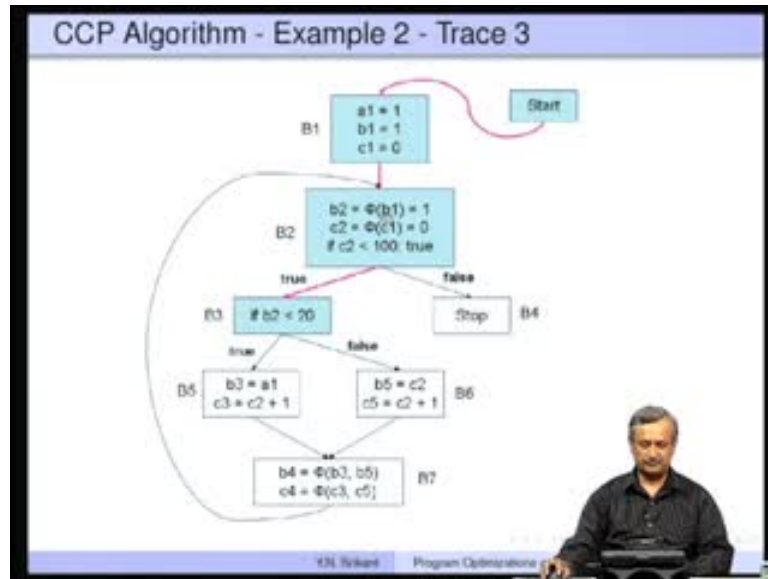 CCP Algorithm - Example 2 - Trace 3
Start
B1
a1 = 1
b1 = 1
c1 = 0
B2
b2 = Φ(b1) = 1
c2 = Φ(c1) = 0
if c2 < 100: true
true
false
B3
if b2 < 20
Stop
B4
true
false
B5
b3 = a1
c3 = c2 + 1
b5 = c2
c5 = c2 + 1
B6
b4 = Φ(b3, b5)
c4 = Φ(c3, c5)
B7
Y.N. Srikant
Program Optimizations